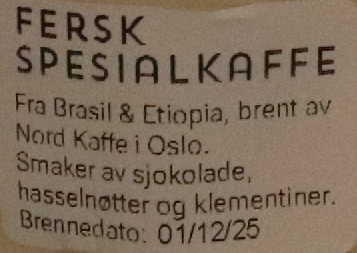 FERSK
SPESIALKAFFE
Fra Brasil & Etiopia, brent av
Nord Kaffe i Oslo.
Smaker av sjokolade,
hasselnøtter og klementiner.
Brennedato: 01/12/25